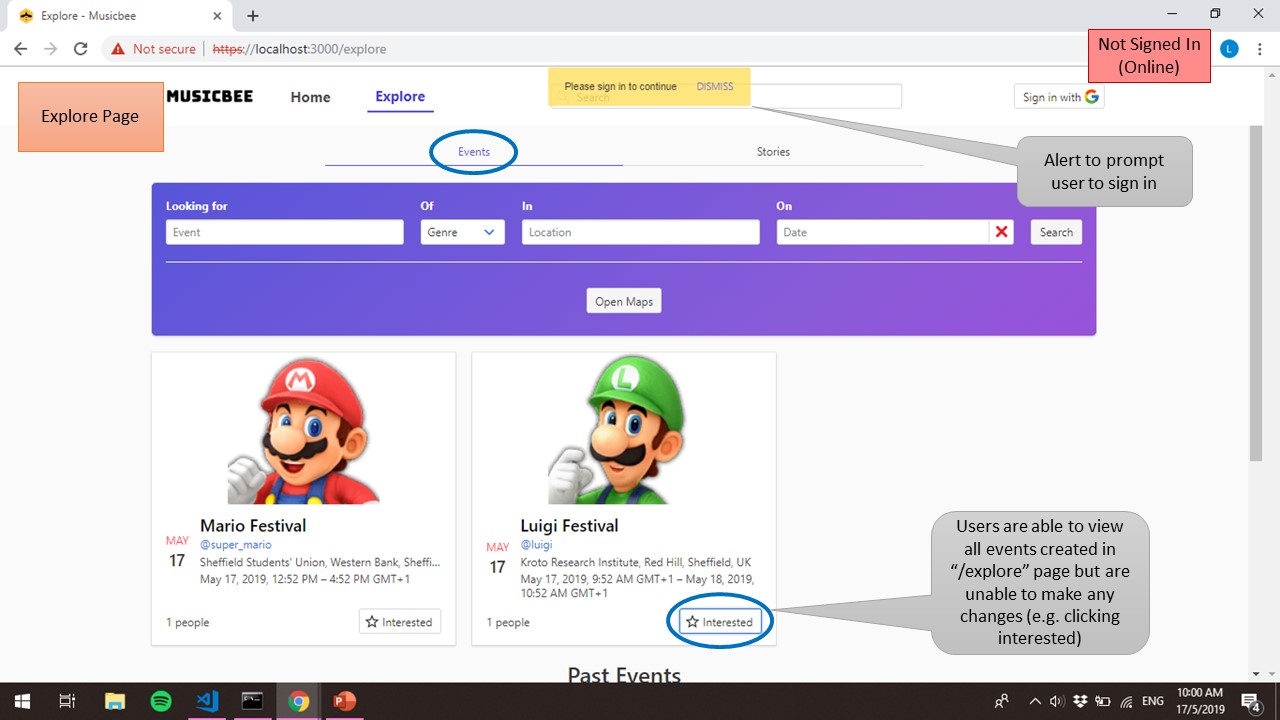 Explore - Musicbee
Not secure
https://localhost:3000/explore
L
Not Signed In
(Online)
Explore Page
MUSICBEE
Home
Explore
Please sign in to continue
DISMISS
Search
Sign in with G
Alert to prompt
user to sign in
Events
Stories
Looking for
Of
In
On
Event
Genre
Location
Date
Search
Open Maps
M
L
Mario Festival
@super_mario
MAY
17
Sheffield Students' Union, Western Bank, Sheffi...
May 17, 2019, 12:52 PM – 4:52 PM GMT+1
1 people
Interested
Luigi Festival
@luigi
MAY
17
Kroto Research Institute, Red Hill, Sheffield, UK
May 17, 2019, 9:52 AM GMT+1 – May 18, 2019,
10:52 AM GMT+1
1 people
Interested
Users are able to view
all events created in
“/explore” page but are
unable to make any
changes (e.g. clicking
interested)
Past Events
ENG
10:00 AM
17/5/2019
4